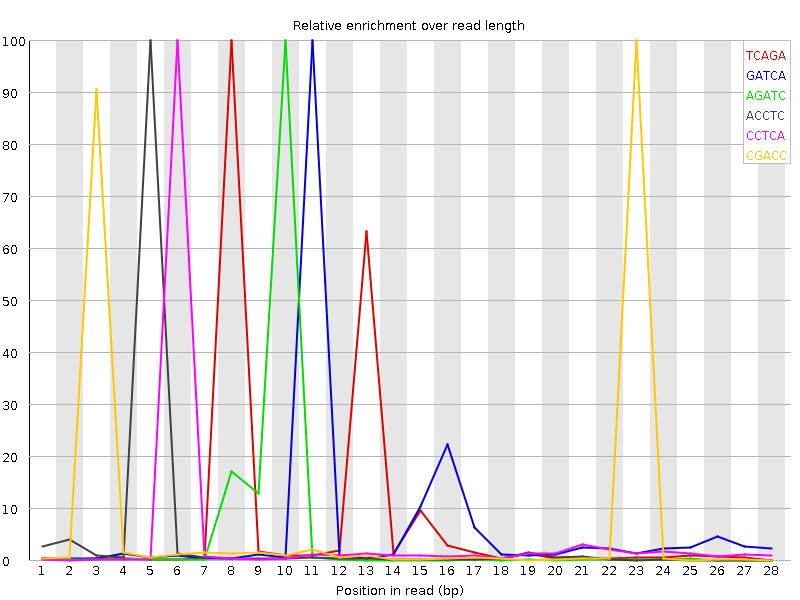 Relative enrichment over read length
100
90
80
70
60
50
40
30
20
10
0
TCAGA
GATCA
AGATC
ACCTC
CCTCA
CGACC
1 2 3 4 5 6 7 8 9 10 11 12 13 14 15 16 17 18 19 20 21 22 23 24 25 26 27 28
Position in read (bp)